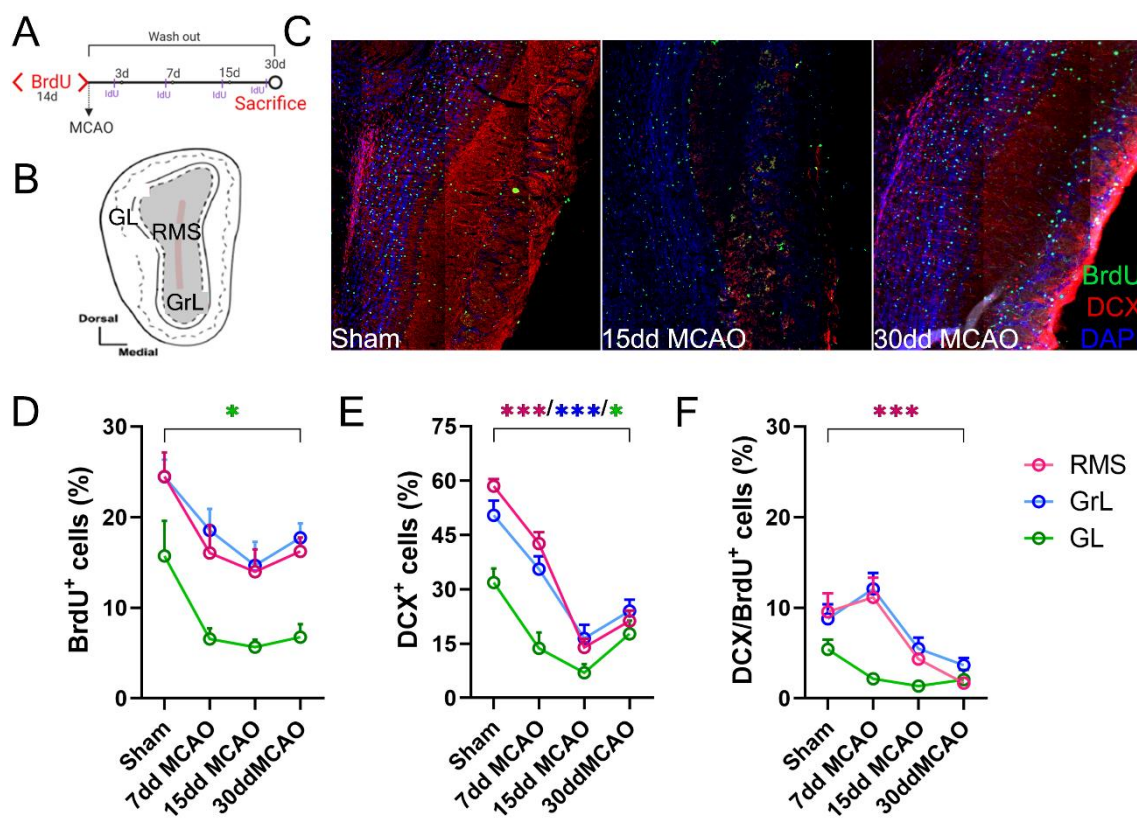 A
Wash out
BrdU
14d
3d
7d
15d
30d
IdU
IdU
IdU
IdU
Sacrifice
MCAO
B
GL
RMS
GrL
Dorsal
Medial
C
Sham
15dd MCAO
30dd MCAO
BrdU
DCX
DAP
D
*
BrdU+ cells (%)
30
20
10
0
Sham
7dd MCAO
15dd MCAO
30ddMCAO
E
***/***/*
DCX+ cells (%)
75
60
45
30
15
0
Sham
7dd MCAO
15dd MCAO
30ddMCAO
F
***
DCX/BrdU+ cells (%)
30
20
10
0
Sham
7dd MCAO
15dd MCAO
30ddMCAO
RMS
GrL
GL